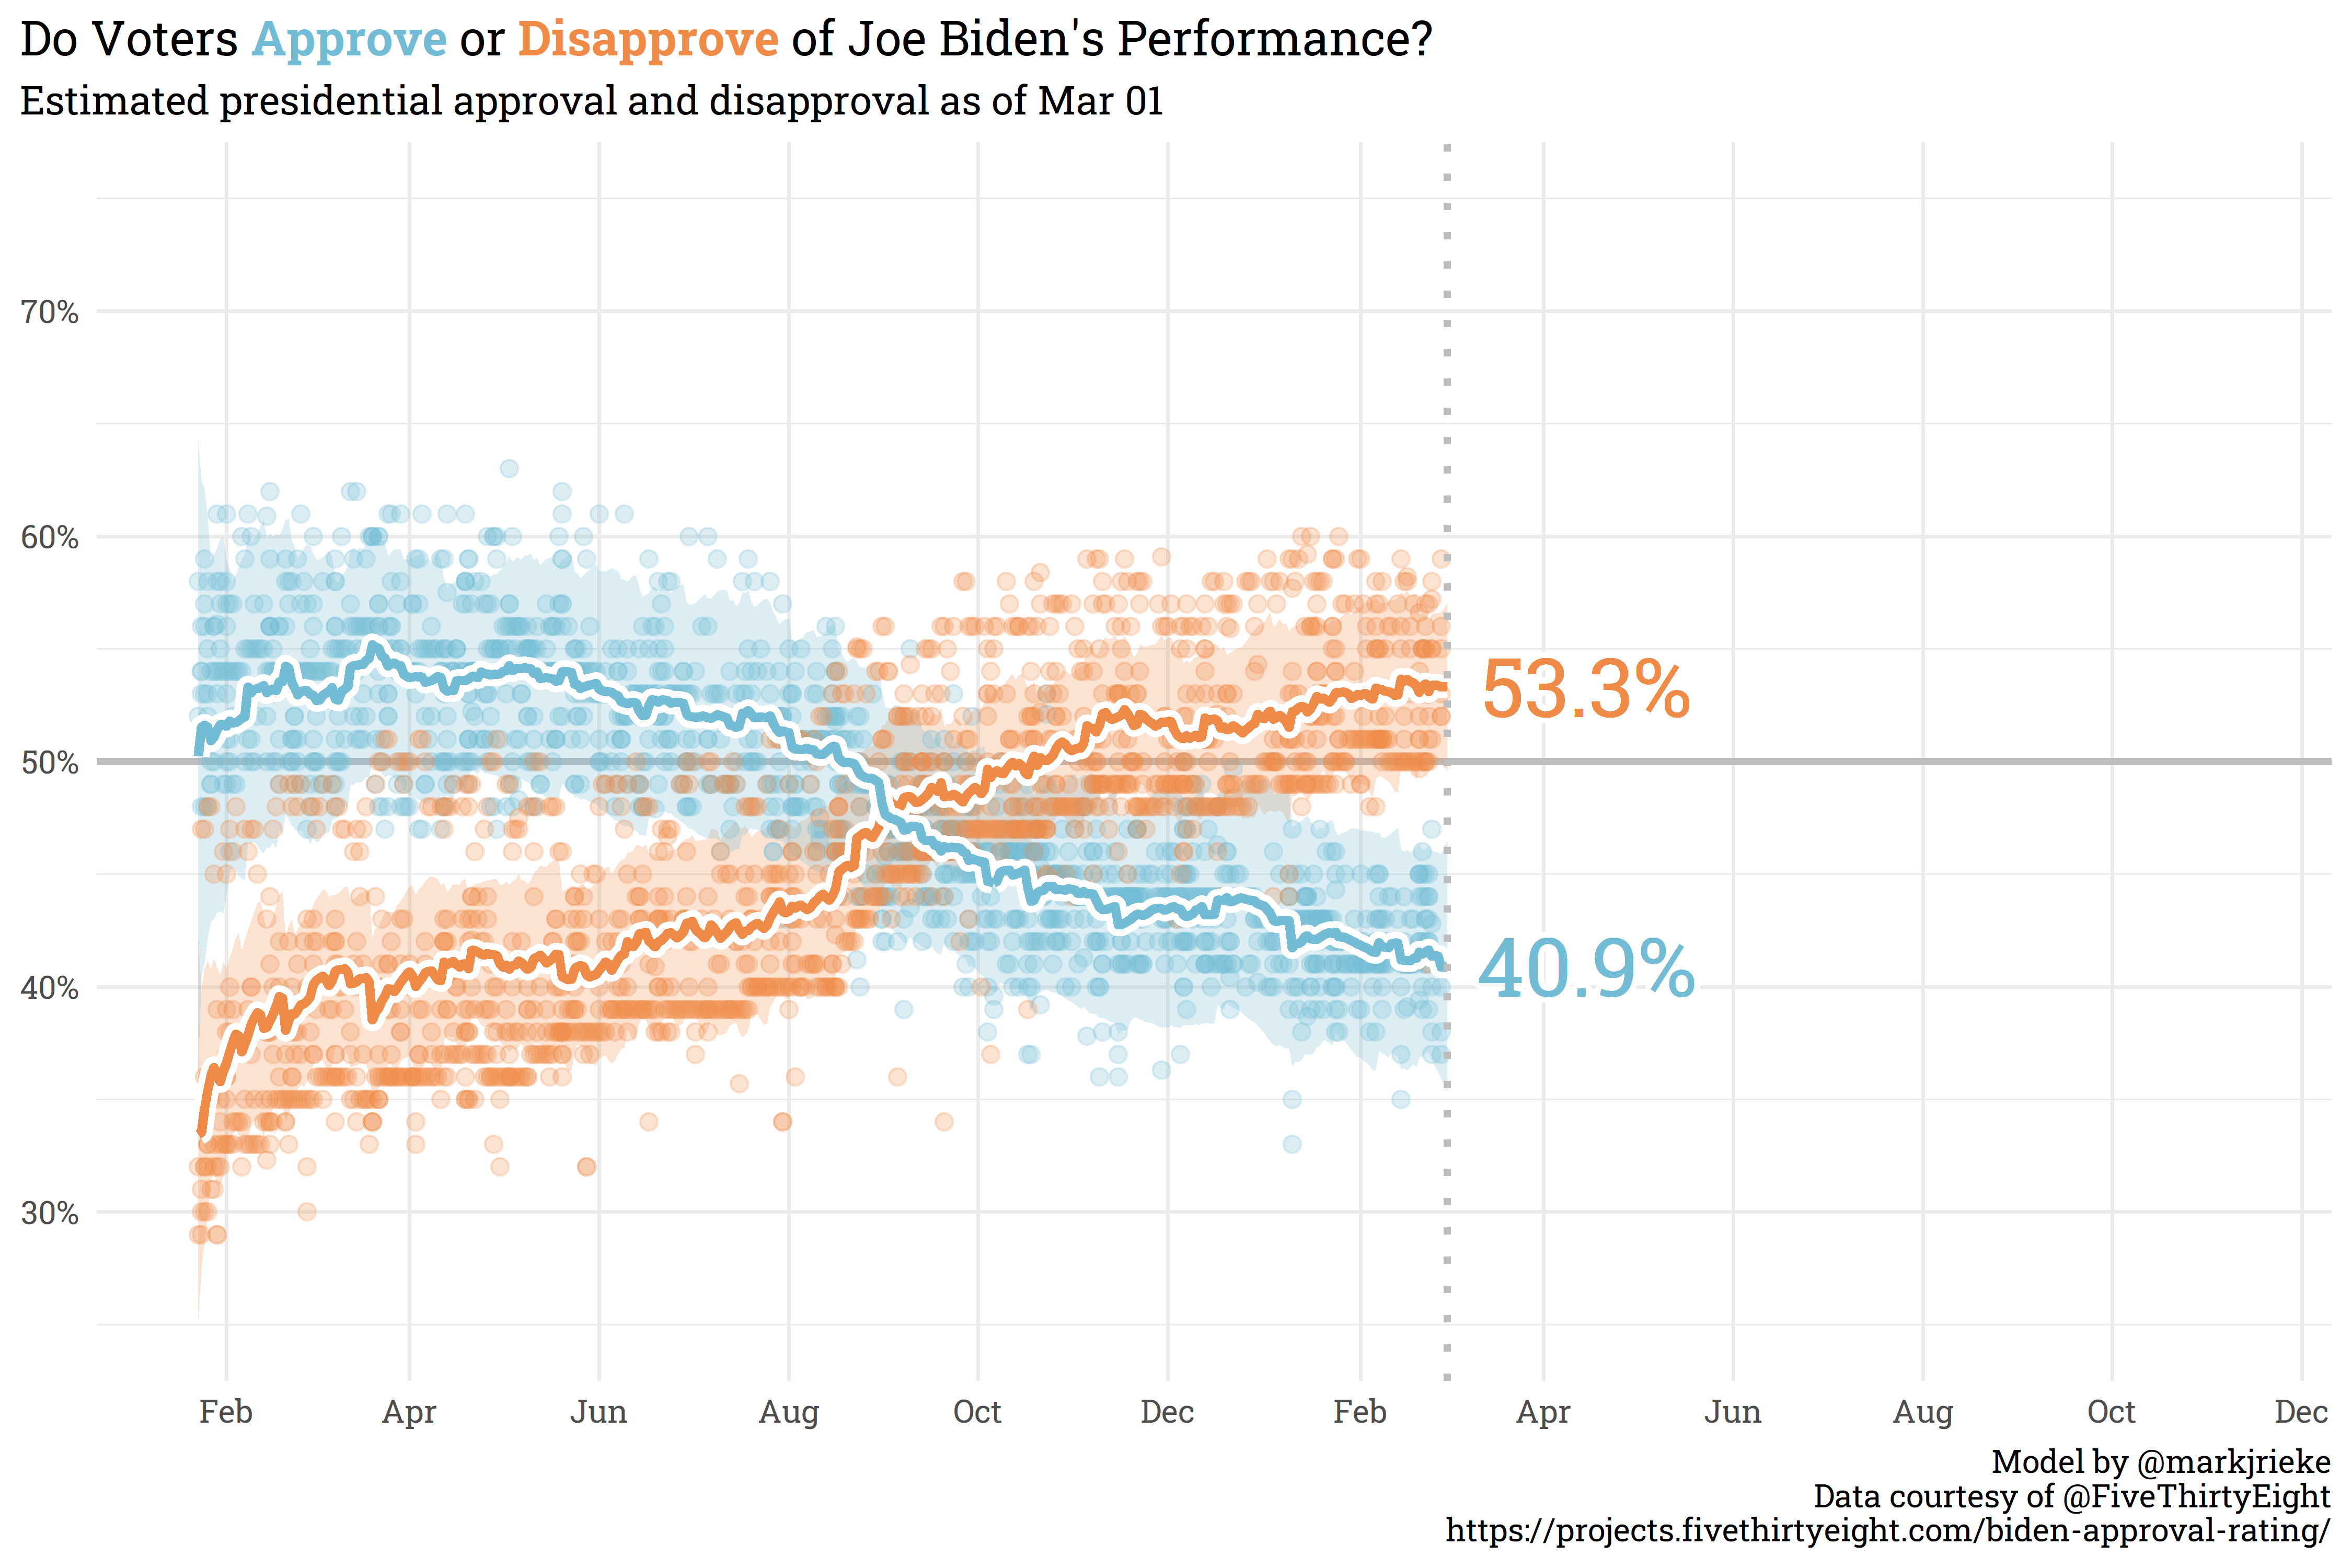 Do Voters Approve or Disapprove of Joe Biden's Performance?
Estimated presidential approval and disapproval as of Mar 01
70%
60%
53.3%
50%
40.9%
40%
30%
Feb Apr Jun Aug Oct Dec Feb Apr Jun Aug Oct Dec
Model by @markjrieke
Data courtesy of @FiveThirtyEight
https://projects.fivethirtyeight.com/biden-approval-rating/